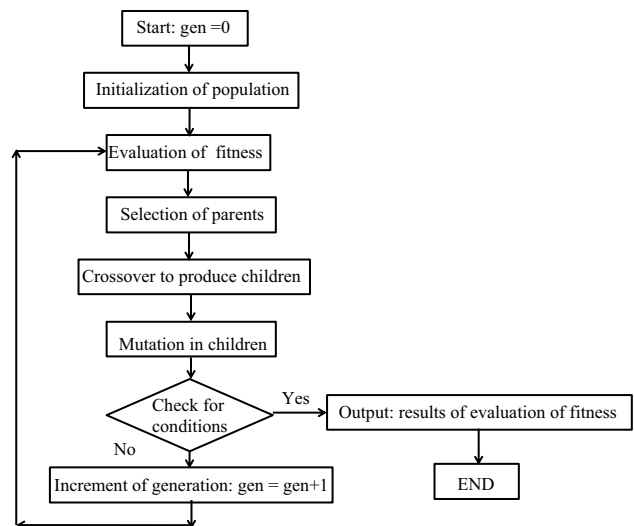 Start: gen =0
Initialization of population
Evaluation of fitness
Selection of parents
Crossover to produce children
Mutation in children
Check for
conditions
Yes
Output: results of evaluation of fitness
No
Increment of generation: gen = gen+1
END